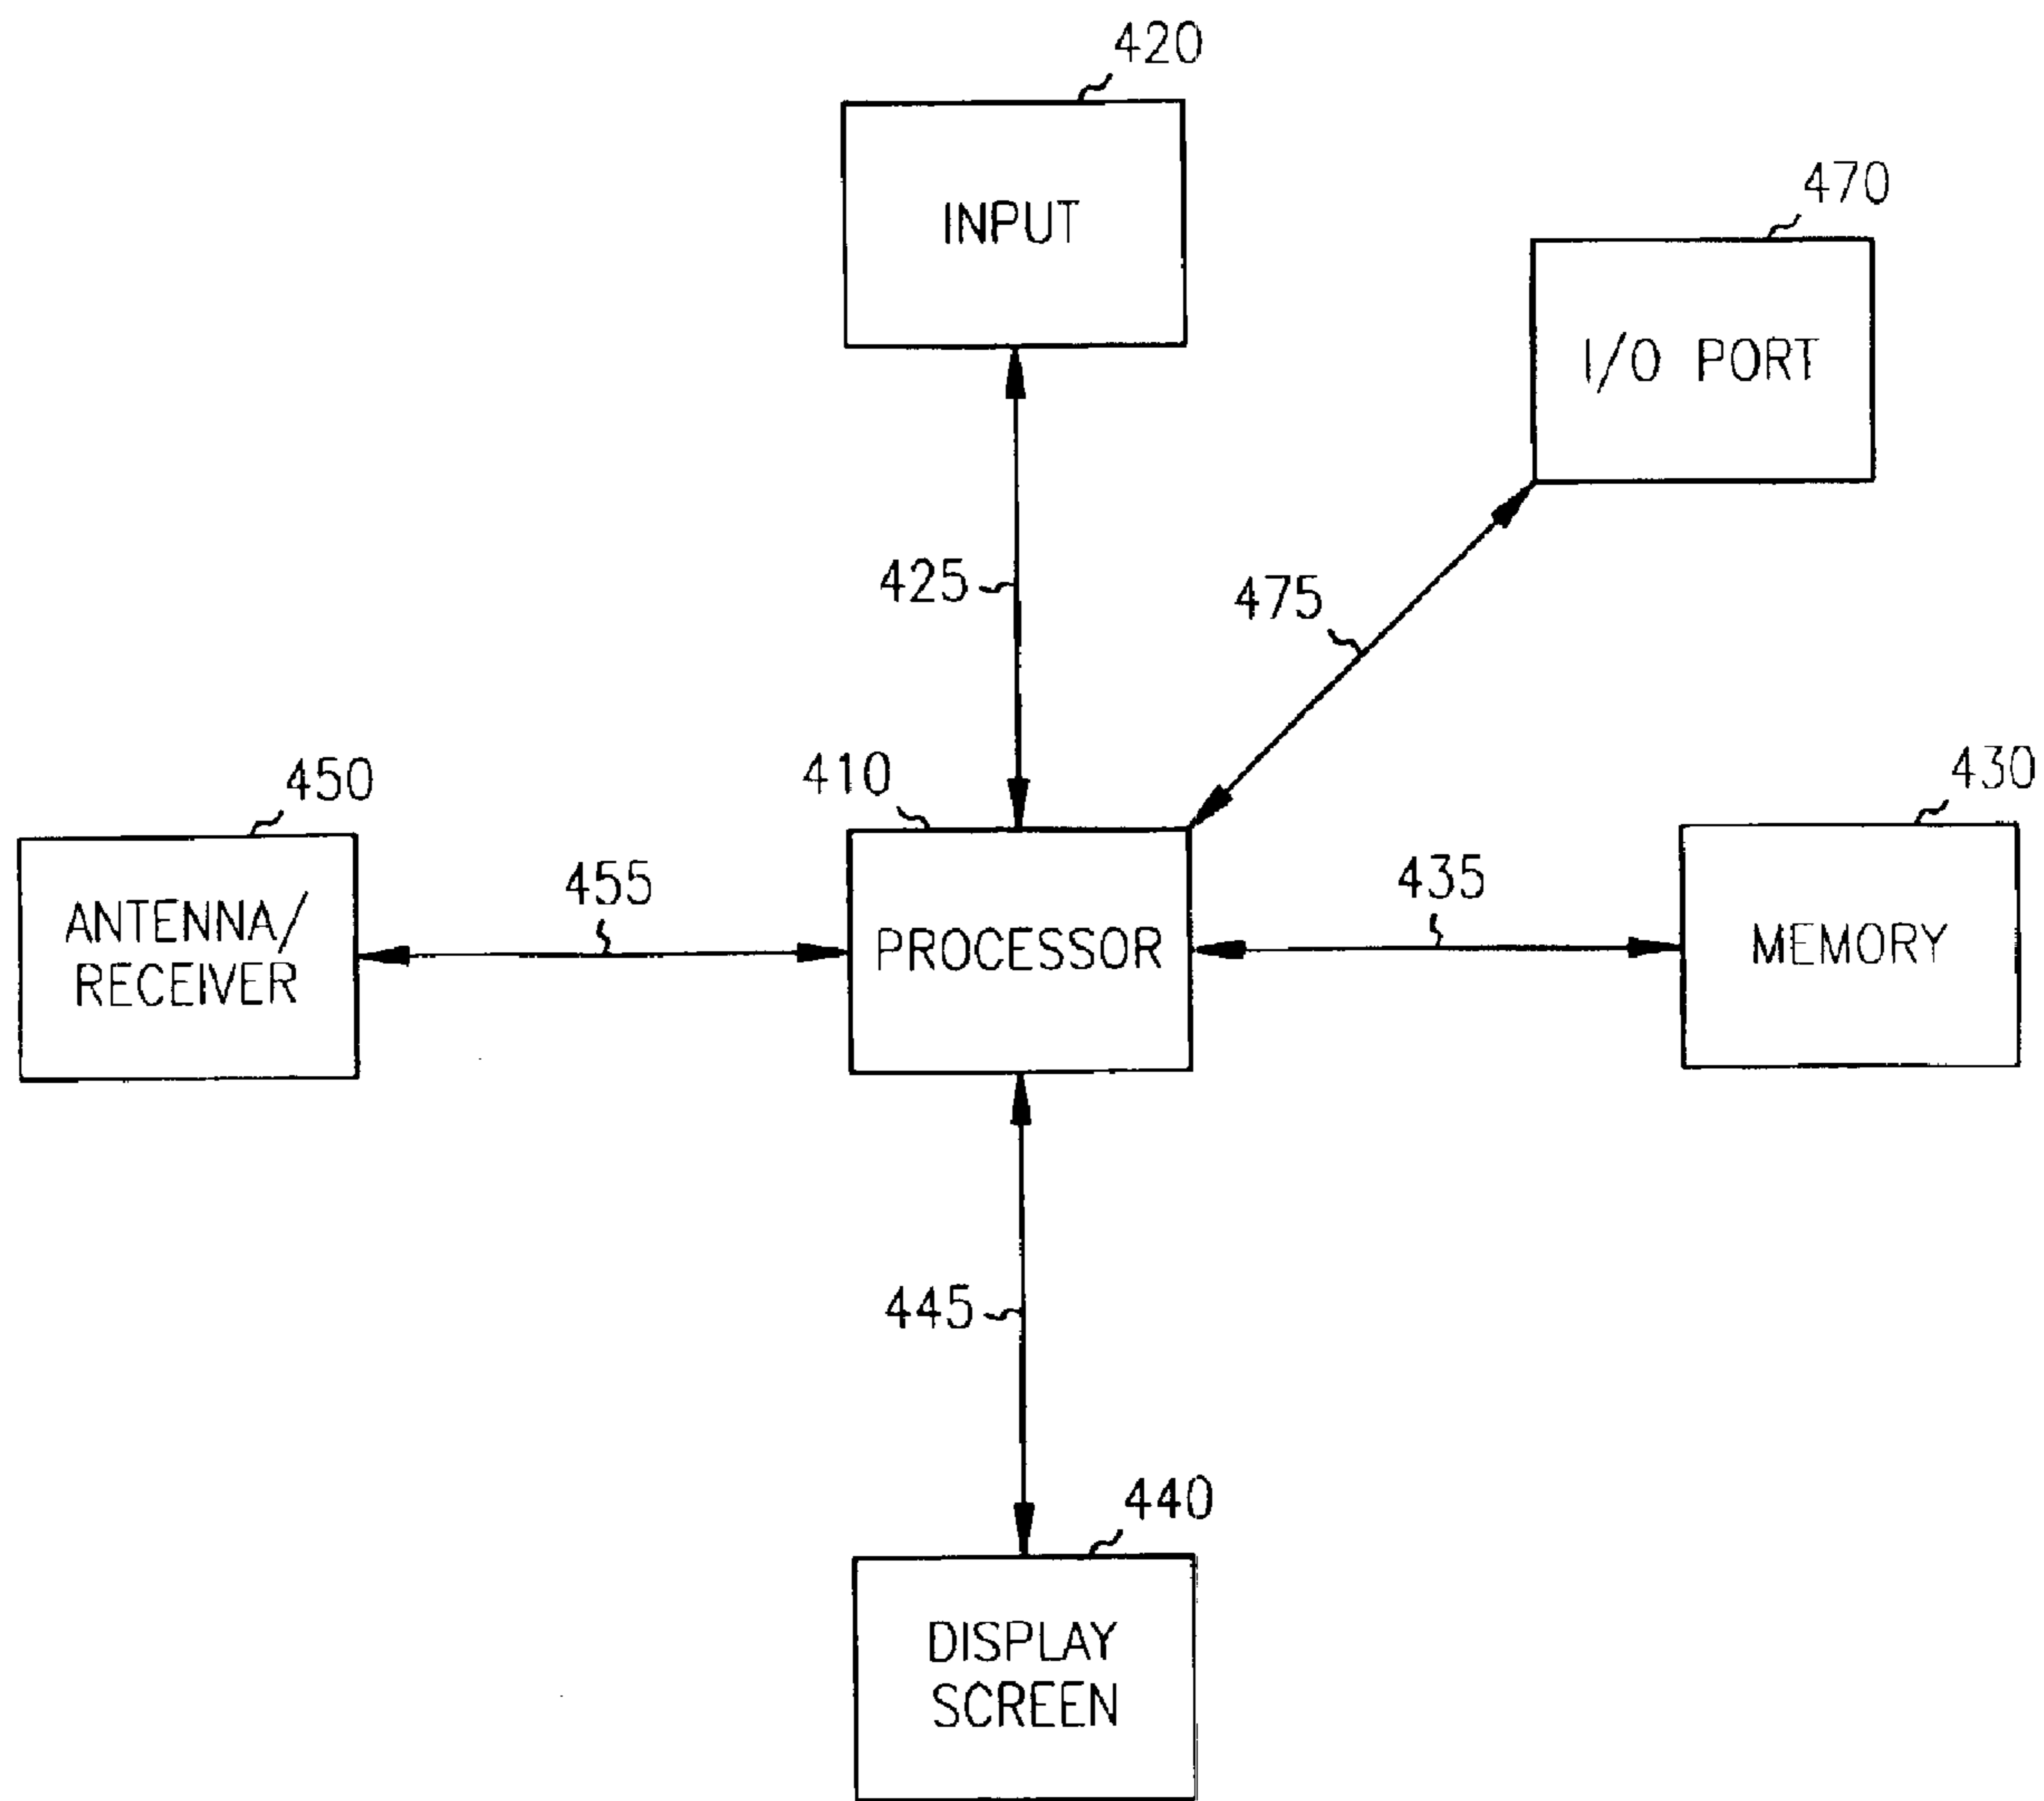 420
INPUT
470
I/O PORT
425
475
450
410
430
ANTENNA/
RECEIVER
455
PROCESSOR
435
MEMORY
445
440
DISPLAY
SCREEN